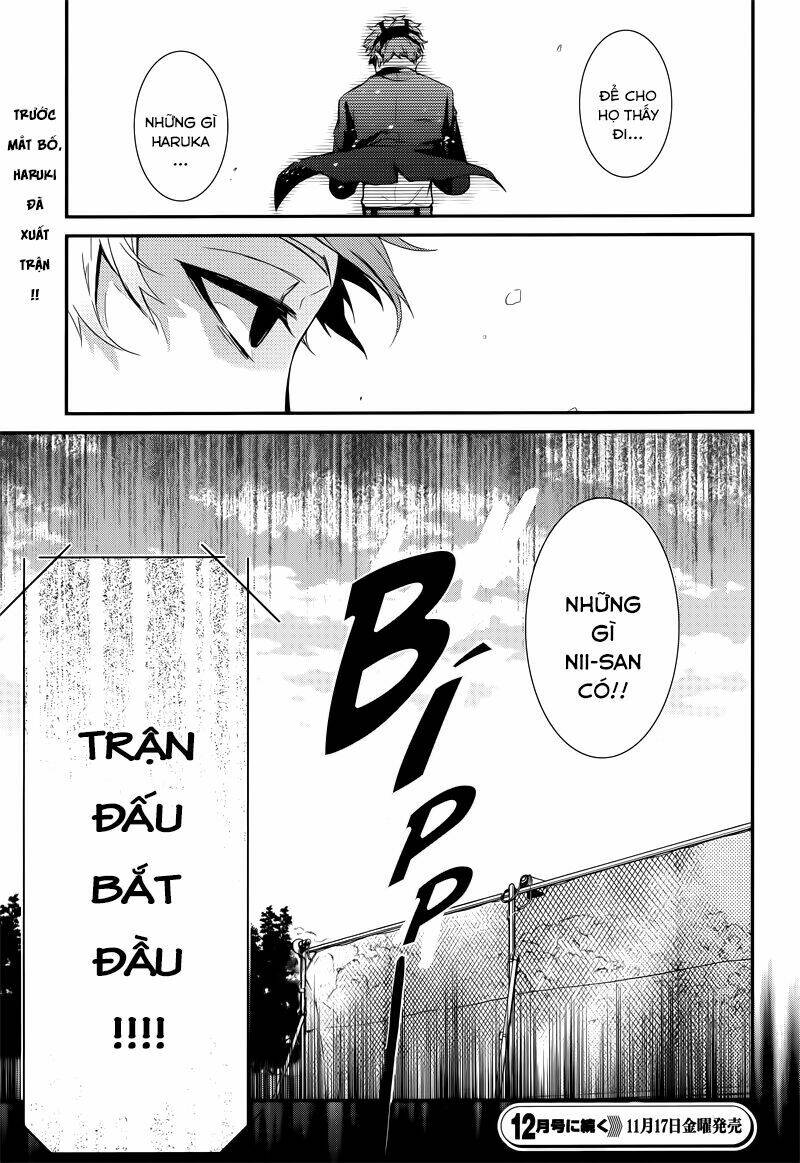 ĐỂ CHO
HỌ THẤY
ĐI...
NHỮNG GÌ
HARUKA
...
TRƯỚC
MẮT BỐ,
HARUKI
ĐÃ
XUẤT
TRẬN
!!
NHỮNG
GÌ
NII-SAN
CÓ!!
BÍPP
TRẬN
ĐẤU
BẮT
ĐẦU
!!!!
12月号に続く》》》11月17日金曜発売